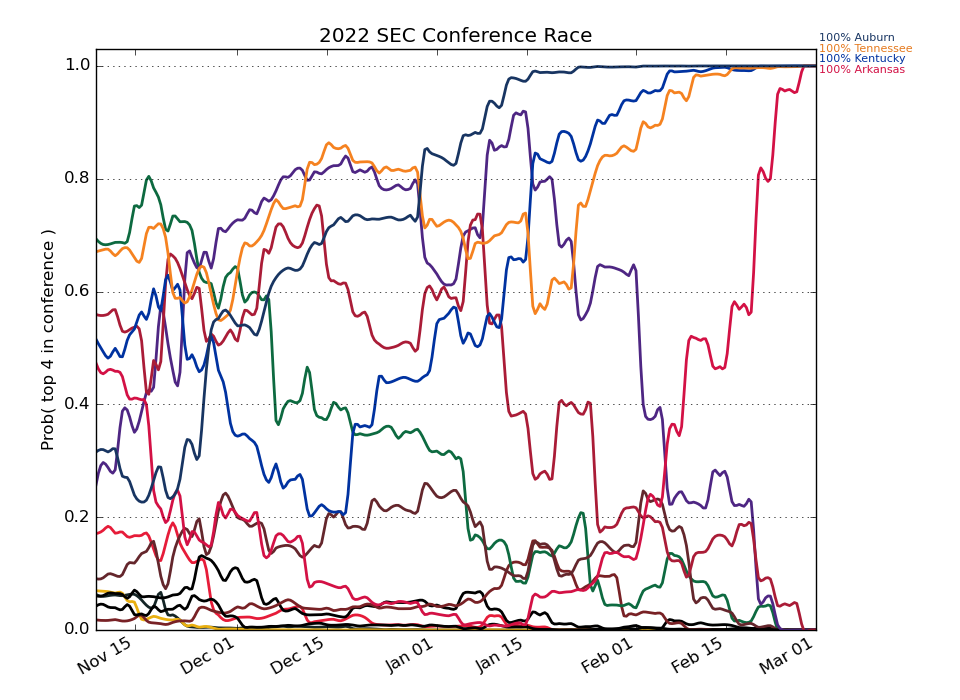 2022 SEC Conference Race
100% Auburn
100% Tennessee
100% Kentucky
100% Arkansas
Prob( top 4 in conference )
1.0
0.8
0.6
0.4
0.2
0.0
Nov 15
Dec 01
Dec 15
Jan 01
Jan 15
Feb 01
Feb 15
Mar 01